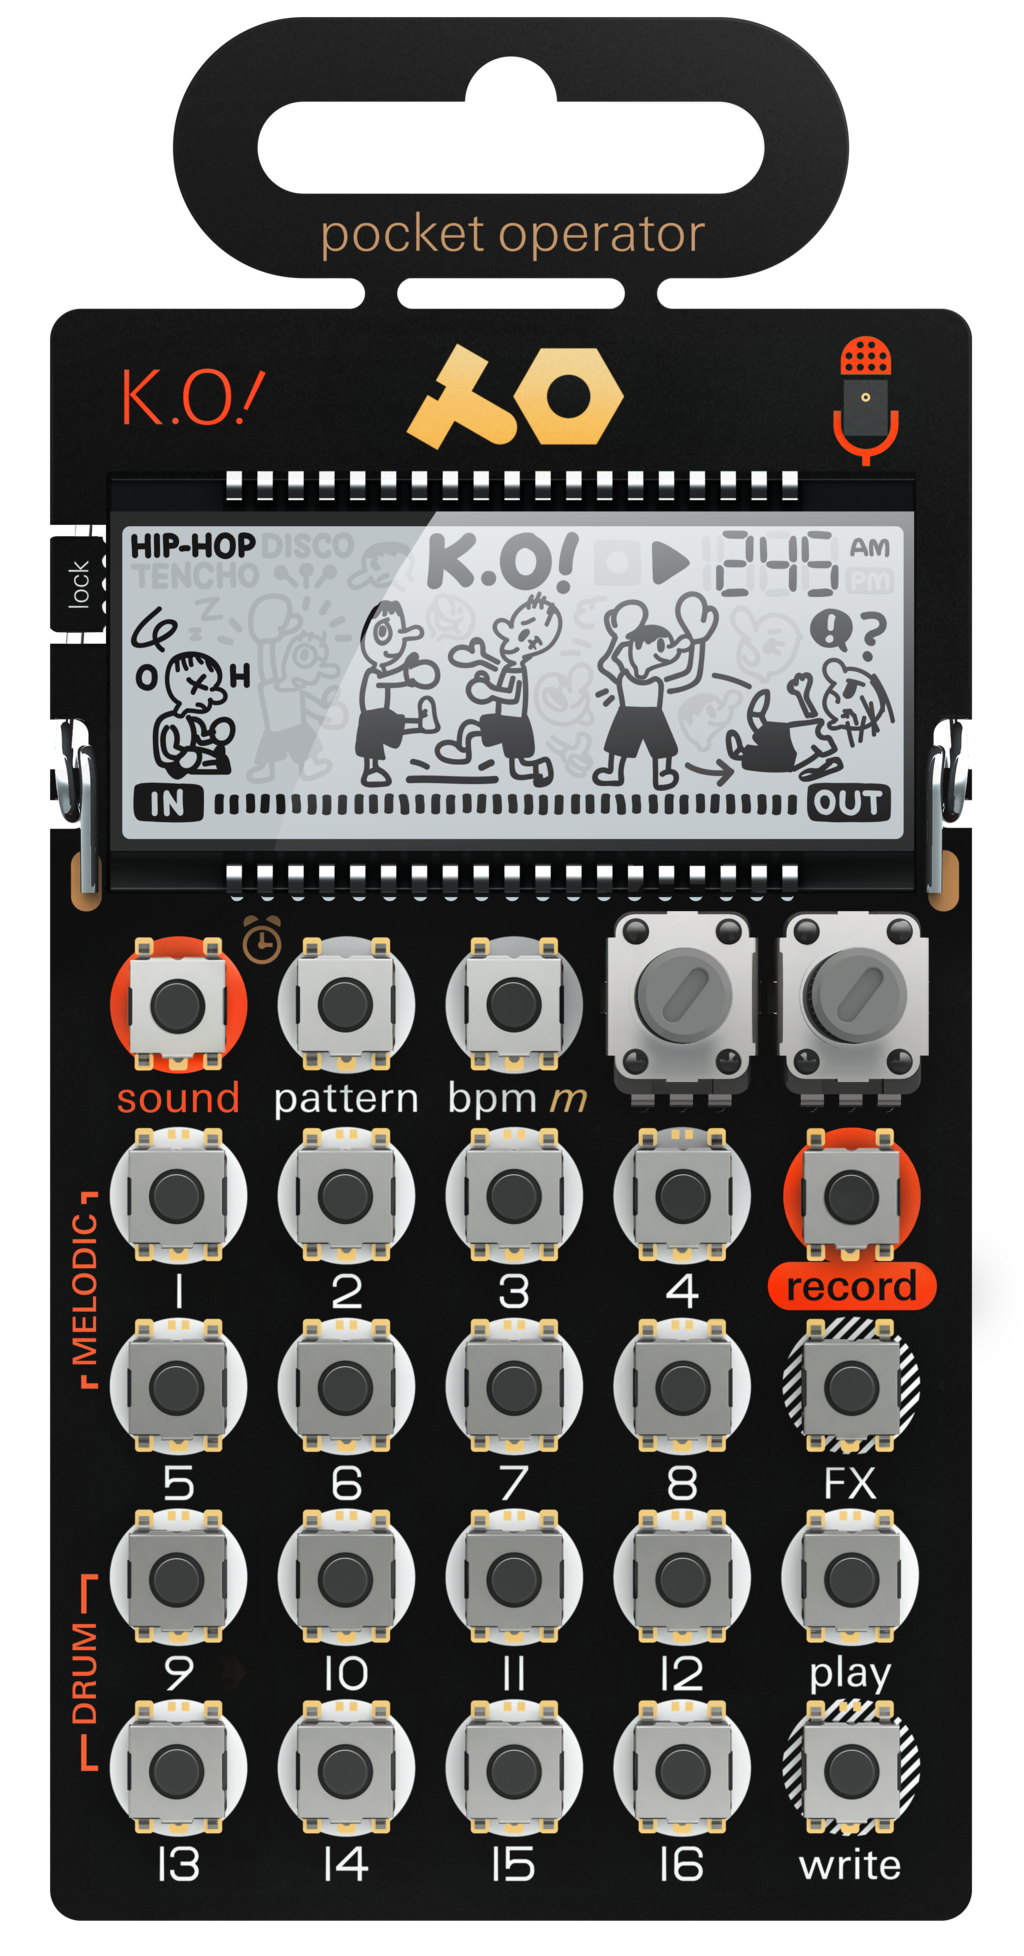 pocket operator
K.O!
HIP-HOP DISCO
TENCHO
K.O!
245
AM
PM
lock
z z
! ?
O H
IN
OUT
sound
pattern
bpm m
MELODIC
1
2
3
4
record
5
6
7
8
FX
DRUM
9
10
11
12
play
13
14
15
16
write